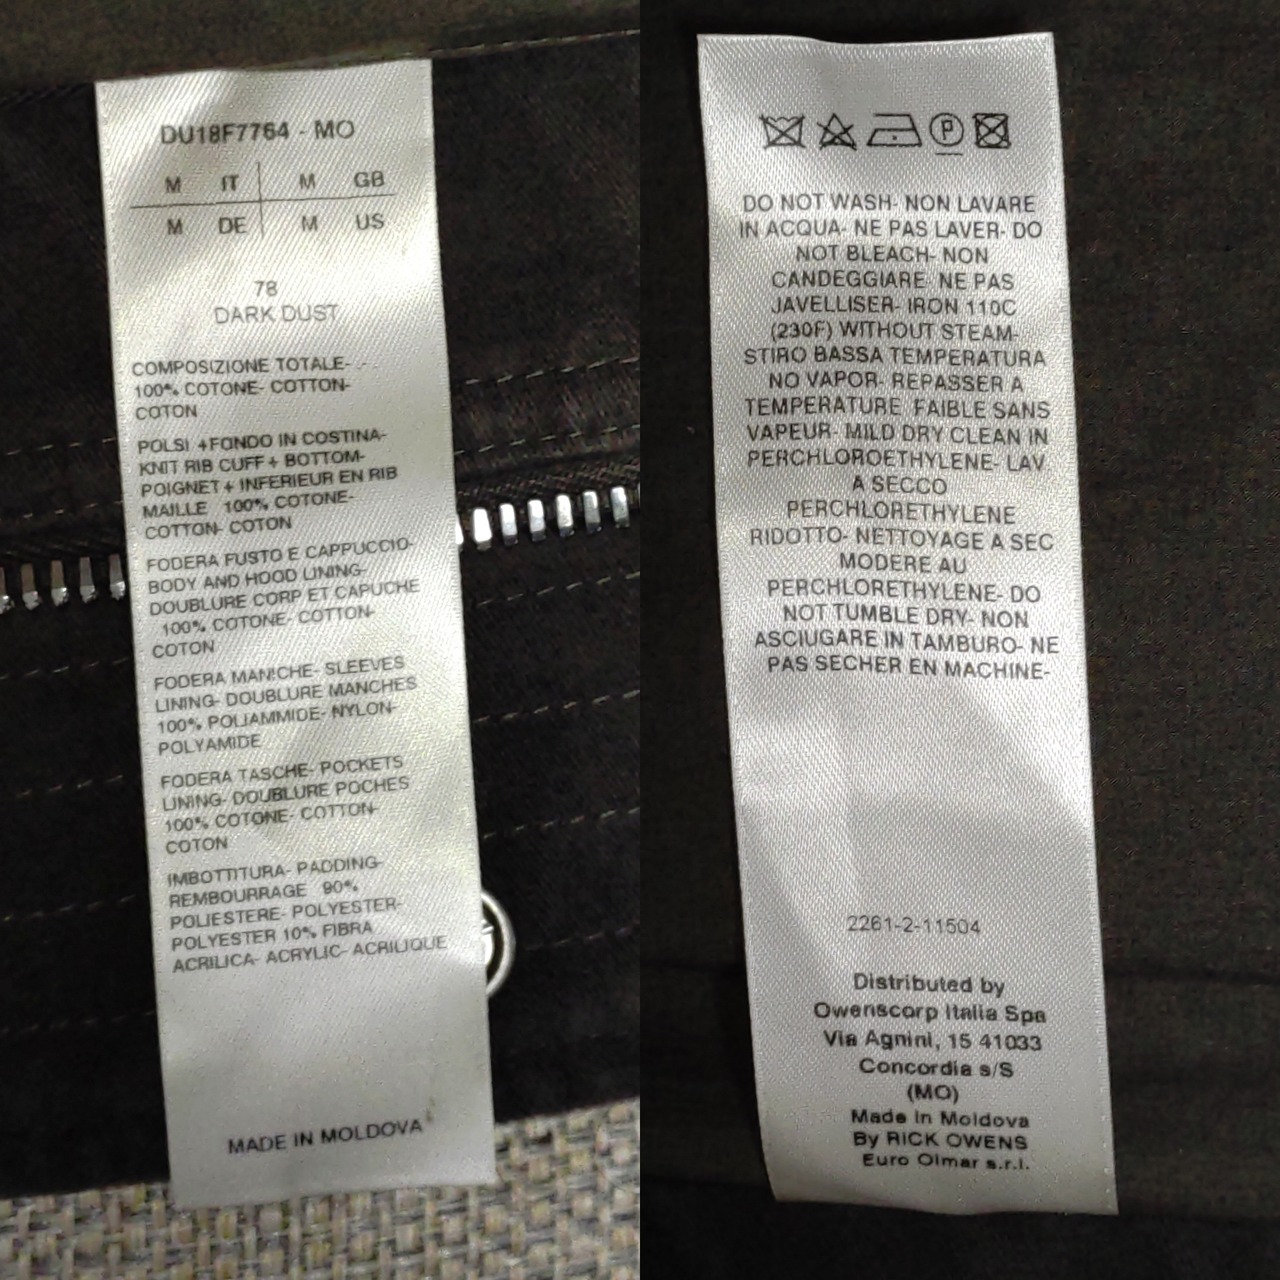 DU18F7764 - MO
M IT M GB
M DE M US
78
DARK DUST
COMPOSIZIONE TOTALE-
100% COTONE- COTTON-
COTON
POLSI +FONDO IN COSTINA-
KNIT RIB CUFF+ BOTTOM-
POIGNET+ INFERIEUR EN RIB
MAILLE 100% COTONE-
COTTON- COTON
FODERA FUSTO E CAPPUCCIO-
BODY AND HOOD LINING-
DOUBLURE CORP ET CAPUCHE
100% COTONE- COTTON-
COTON
FODERA MANICHE- SLEEVES
LINING- DOUBLURE MANCHES
100% POLIAMMIDE- NYLON-
POLYAMIDE
FODERA TASCHE- POCKETS
LINING- DOUBLURE POCHES
100% COTONE- COTTON-
COTON
IMBOTTITURA- PADDING-
REMBOURRAGE 90%
POLIESTERE- POLYESTER-
POLYESTER 10% FIBRA
ACRILICA- ACRYLIC- ACRILIQUE
MADE IN MOLDOVA
P
DO NOT WASH- NON LAVARE
IN ACQUA- NE PAS LAVER- DO
NOT BLEACH- NON
CANDEGGIARE- NE PAS
JAVELLISER- IRON 110C
(230F) WITHOUT STEAM-
STIRO BASSA TEMPERATURA
NO VAPOR- REPASSER A
TEMPERATURE FAIBLE SANS
VAPEUR- MILD DRY CLEAN IN
PERCHLOROETHYLENE- LAV
A SECCO
PERCHLORETHYLENE
RIDOTTO- NETTOYAGE A SEC
MODERE AU
PERCHLORETHYLENE- DO
NOT TUMBLE DRY- NON
ASCIUGARE IN TAMBURO- NE
PAS SECHER EN MACHINE-
2261-2-11504
Distributed by
Owenscorp Italia Spa
Via Agnini, 15 41033
Concordia s/S
(MO)
Made in Moldova
By RICK OWENS
Euro Olmar s.r.l.